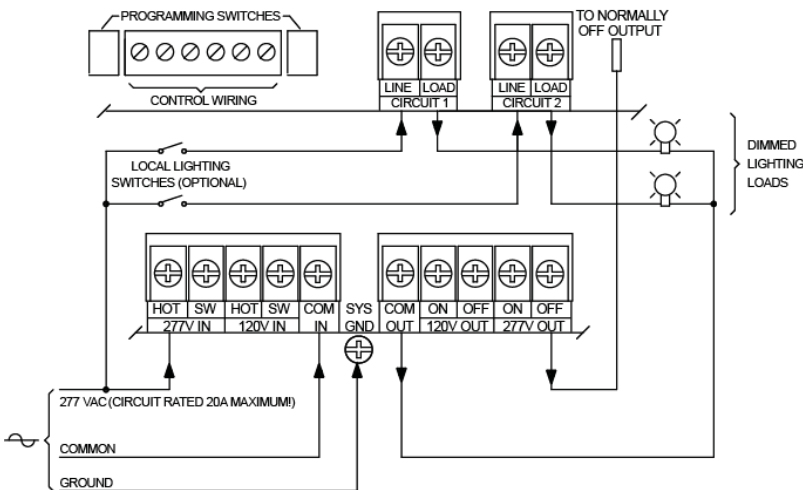 PROGRAMMING SWITCHES
CONTROL WIRING
LINE LOAD
CIRCUIT 1
LINE LOAD
CIRCUIT 2
TO NORMALLY
OFF OUTPUT
LOCAL LIGHTING
SWITCHES (OPTIONAL)
DIMMED
LIGHTING
LOADS
HOT SW HOT SW COM SYS COM ON OFF ON OFF
277V IN 120V IN IN GND OUT 120V OUT 277V OUT
277 VAC (CIRCUIT RATED 20A MAXIMUM!)
COMMON
GROUND